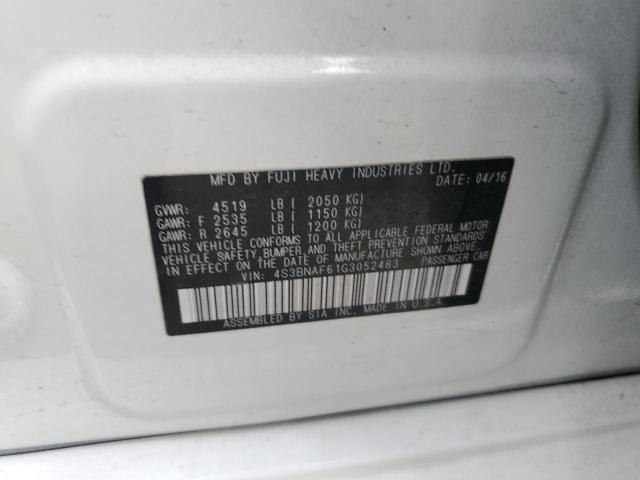 MFD BY FUJI HEAVY INDUSTRIES LTD.
DATE: 04/16
GVWR: 4519 LB ( 2050 KG)
GAWR: F 2535 LB ( 1150 KG)
GAWR: R 2645 LB ( 1200 KG)
THIS VEHICLE CONFORMS TO ALL APPLICABLE FEDERAL MOTOR
VEHICLE SAFETY, BUMPER, AND THEFT PREVENTION STANDARDS
IN EFFECT ON THE DATE OF MANUFACTURE SHOWN ABOVE.
VIN: 4S3BNAF61G3052483 PASSENGER CAR
ASSEMBLED BY SIA INC. MADE IN U.S.A.